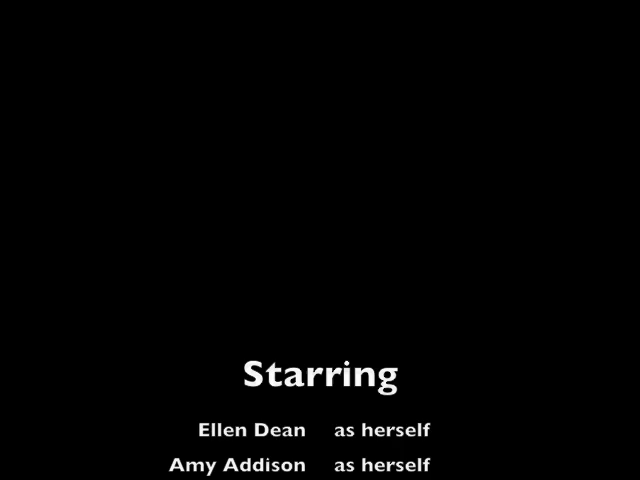 Starring
Ellen Dean as herself
Amy Addison as herself